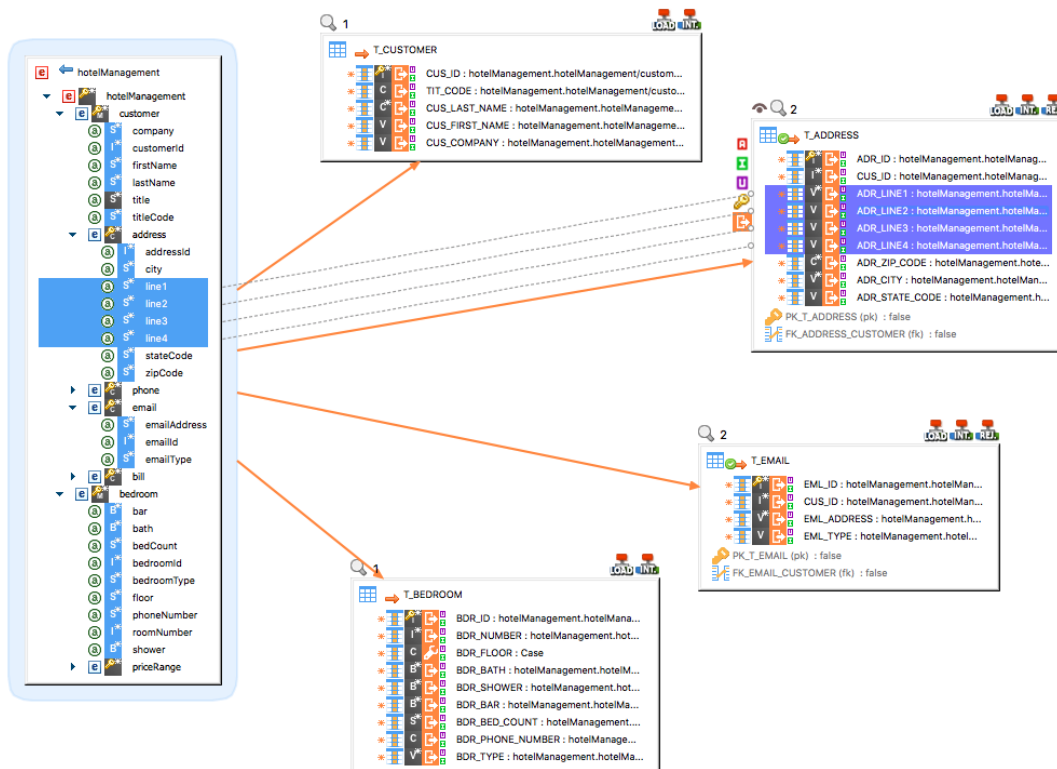 hotelManagement
hotelManagement
customer
company
customerId
firstName
lastName
title
titleCode
address
addressId
city
line1
line2
line3
line4
stateCode
zipCode
phone
email
emailAddress
emailId
emailType
bill
bedroom
bar
bath
bedCount
bedroomId
bedroomType
floor
phoneNumber
roomNumber
shower
priceRange
1
LOAD INT.
T_CUSTOMER
CUS_ID : hotelManagement.hotelManagement/custom...
TIT_CODE : hotelManagement.hotelManagement/custo...
CUS_LAST_NAME : hotelManagement.hotelManageme...
CUS_FIRST_NAME : hotelManagement.hotelManageme...
CUS_COMPANY : hotelManagement.hotelManagement...
2
LOAD INT. REJ.
T_ADDRESS
ADR_ID : hotelManagement.hotelManag...
CUS_ID : hotelManagement.hotelManag...
ADR_LINE1 : hotelManagement.hotelMa...
ADR_LINE2 : hotelManagement.hotelMa...
ADR_LINE3 : hotelManagement.hotelMa...
ADR_LINE4 : hotelManagement.hotelMa...
ADR_ZIP_CODE : hotelManagement.hote...
ADR_CITY : hotelManagement.hotelMan...
ADR_STATE_CODE : hotelManagement.h...
PK_T_ADDRESS (pk) : false
FK_ADDRESS_CUSTOMER (fk) : false
2
LOAD INT. REJ.
T_EMAIL
EML_ID : hotelManagement.hotelMan...
CUS_ID : hotelManagement.hotelMan...
EML_ADDRESS : hotelManagement.h...
EML_TYPE : hotelManagement.hotel...
PK_T_EMAIL (pk) : false
FK_EMAIL_CUSTOMER (fk) : false
1
LOAD INT.
T_BEDROOM
BDR_ID : hotelManagement.hotelMana...
BDR_NUMBER : hotelManagement.hot...
BDR_FLOOR : Case
BDR_BATH : hotelManagement.hotelM...
BDR_SHOWER : hotelManagement.hot...
BDR_BAR : hotelManagement.hotelMa...
BDR_BED_COUNT : hotelManagement....
BDR_PHONE_NUMBER : hotelManage...
BDR_TYPE : hotelManagement.hotelMa...